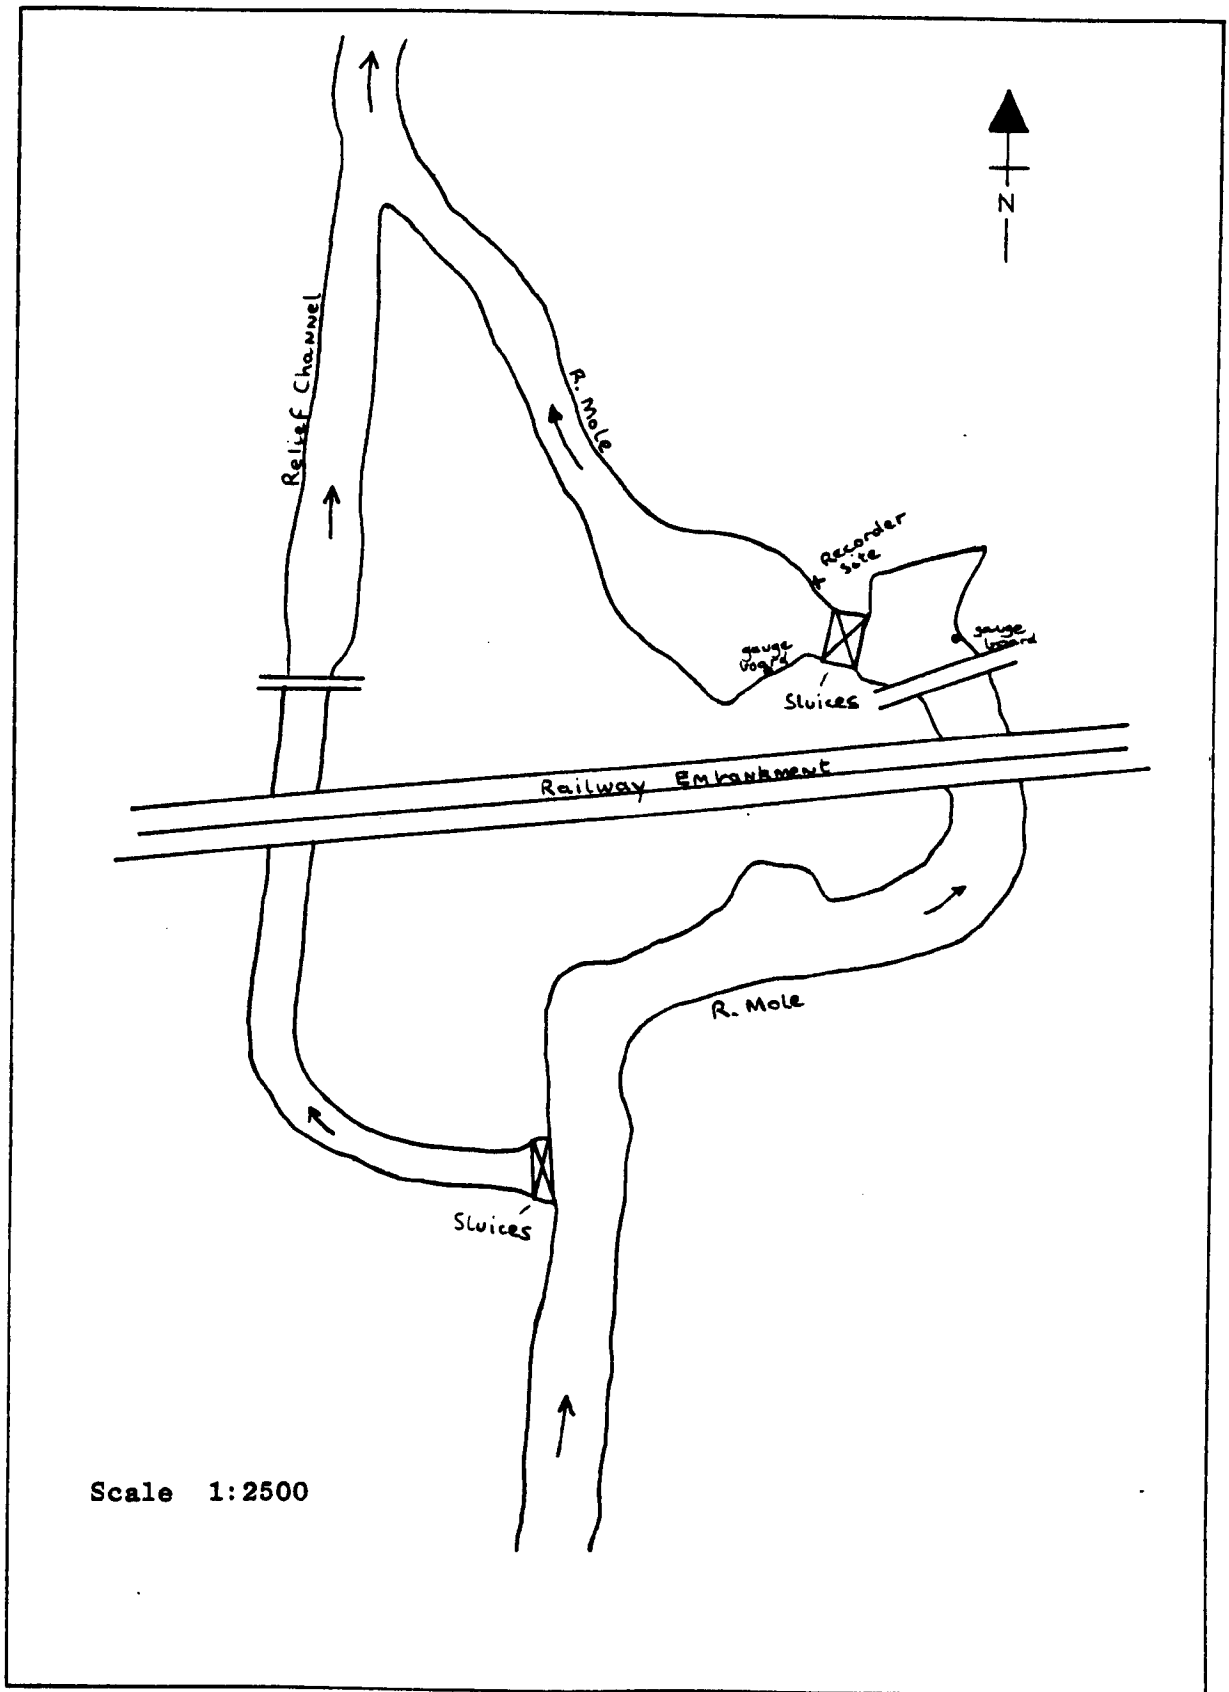 N
Relief Channel
R. Mole
Recorder
site
gauge
board
gauge
board
Sluices
Railway Embankment
R. Mole
Sluices
Scale 1:2500